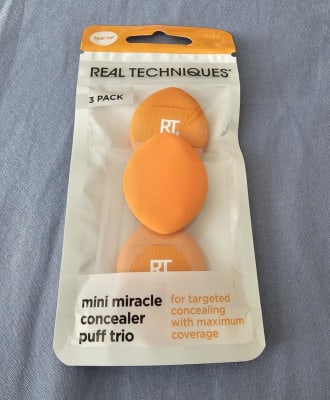 NEW
REAL TECHNIQUES®
3 PACK
RT
RT
mini miracle
concealer
puff trio
for targeted
concealing
with maximum
coverage